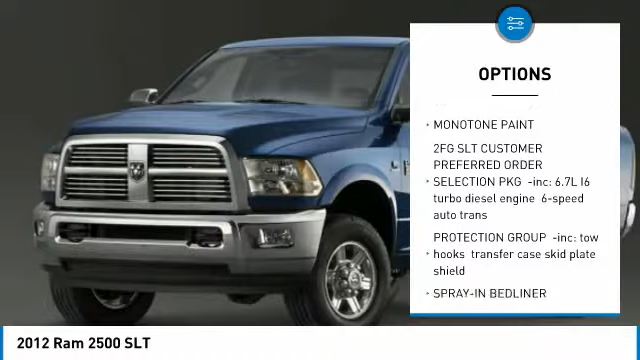 OPTIONS
• MONOTONE PAINT
2FG SLT CUSTOMER
PREFERRED ORDER
• SELECTION PKG -inc: 6.7L I6
turbo diesel engine 6-speed
auto trans
PROTECTION GROUP -inc: tow
• hooks transfer case skid plate
shield
• SPRAY-IN BEDLINER
2012 Ram 2500 SLT